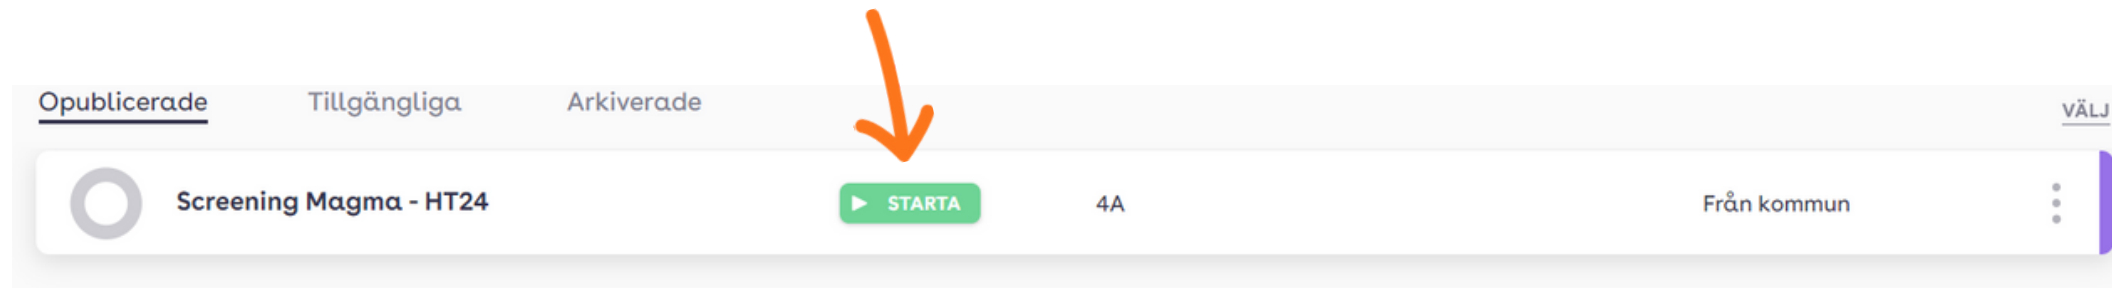 Opublicerade Tillgängliga Arkiverade VÄLJ
Screening Magma - HT24 STARTA 4A Från kommun